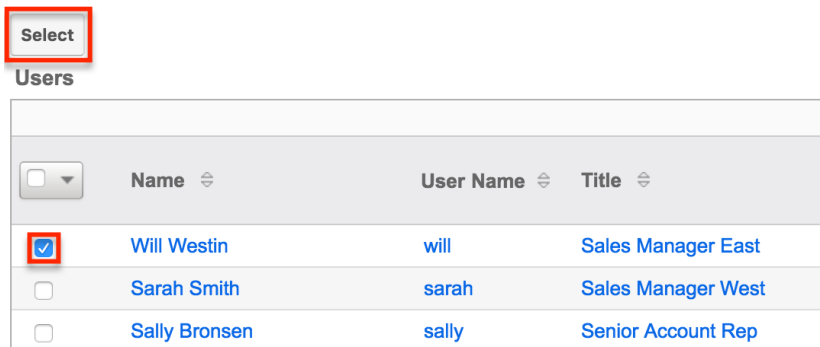 Select
Users
Name User Name Title
Will Westin will Sales Manager East
Sarah Smith sarah Sales Manager West
Sally Bronsen sally Senior Account Rep